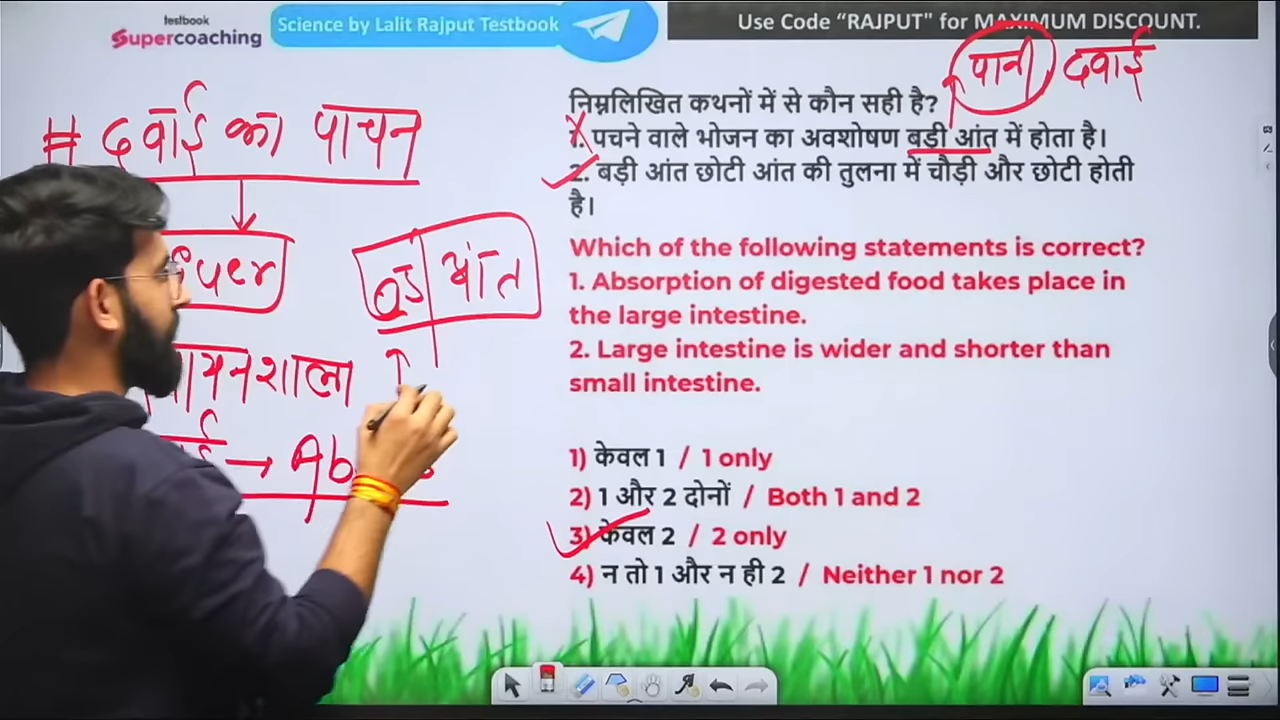 testbook
Supercoaching
Science by Lalit Rajput Testbook
Use Code “RAJPUT" for MAXIMUM DISCOUNT.
पानी दवाई
# दवाई का पाचन
बड़ी आंत
निम्नलिखित कथनों में से कौन सही है?
1. पचने वाले भोजन का अवशोषण बड़ी आंत में होता है।
2. बड़ी आंत छोटी आंत की तुलना में चौड़ी और छोटी होती
है।
Which of the following statements is correct?
1. Absorption of digested food takes place in
the large intestine.
2. Large intestine is wider and shorter than
small intestine.
1) केवल 1 / 1 only
2) 1 और 2 दोनों / Both 1 and 2
3) केवल 2 / 2 only
4) न तो 1 और न ही 2 / Neither 1 nor 2